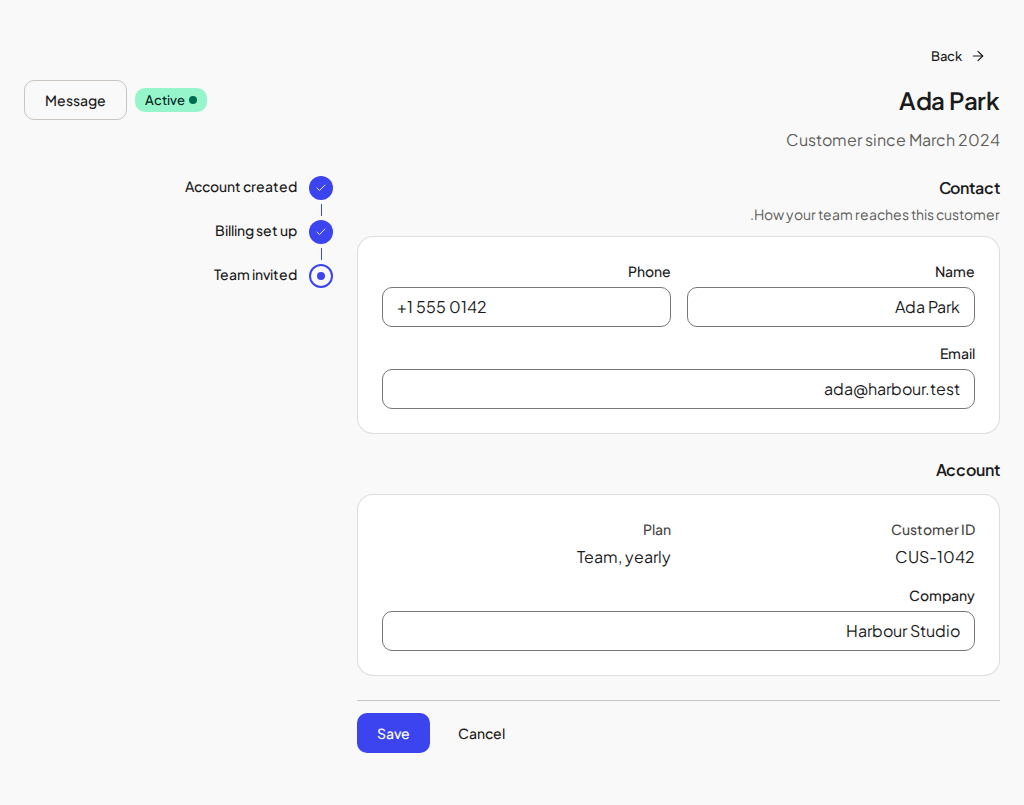 Back
Ada Park
Active
Message
Customer since March 2024
Contact
.How your team reaches this customer
Name
Ada Park
Phone
+1 555 0142
Email
ada@harbour.test
Account
Customer ID
CUS-1042
Plan
Team, yearly
Company
Harbour Studio
Cancel
Save
Account created
Billing set up
Team invited